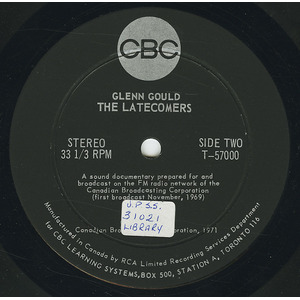 CBC
GLENN GOULD
THE LATECOMERS
STEREO
33 1/3 RPM
SIDE TWO
T-57000
A sound documentary prepared for and
broadcast on the FM radio network of the
Canadian Broadcasting Corporation
(first broadcast November, 1969)
U.P.S.S.
31021
LIBRARY
Canadian Broadcasting Corporation, 1971
Manufactured in Canada by RCA Limited Recording Services Department
for CBC LEARNING SYSTEMS, BOX 500, STATION A, TORONTO 116